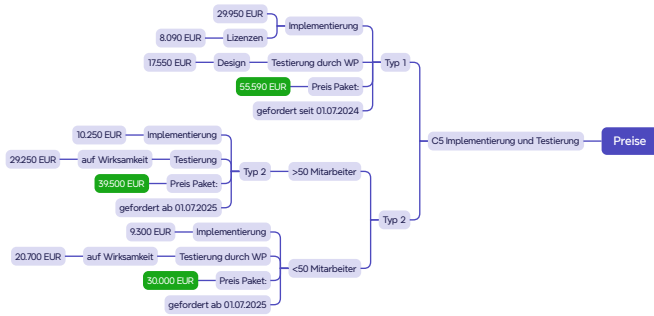 29.950 EUR
Implementierung
8.090 EUR
Lizenzen
17.550 EUR
Design
Testierung durch WP
Typ 1
55.590 EUR
Preis Paket:
gefordert seit 01.07.2024
10.250 EUR
Implementierung
C5 Implementierung und Testierung
Preise
29.250 EUR
auf Wirksamkeit
Testierung
Typ 2
>50 Mitarbeiter
39.500 EUR
Preis Paket:
gefordert ab 01.07.2025
Typ 2
9.300 EUR
Implementierung
20.700 EUR
auf Wirksamkeit
Testierung durch WP
<50 Mitarbeiter
30.000 EUR
Preis Paket:
gefordert ab 01.07.2025